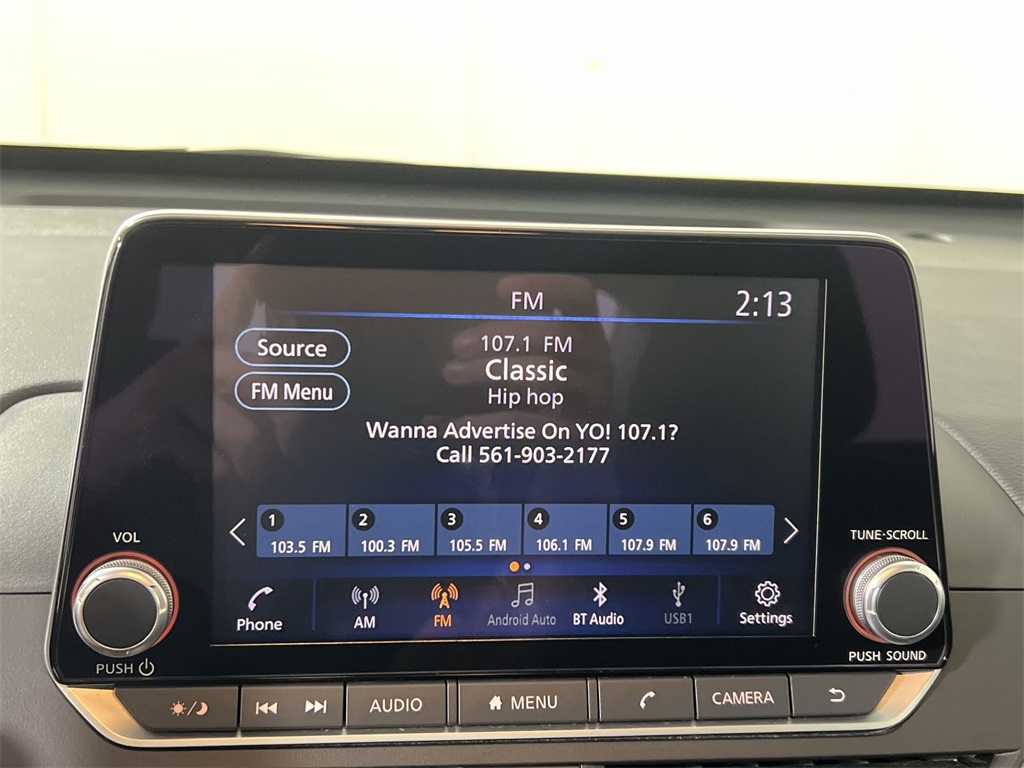 FM
2:13
Source
FM Menu
107.1 FM
Classic
Hip hop
Wanna Advertise On YO! 107.1?
Call 561-903-2177
1 2 3 4 5 6
103.5 FM 100.3 FM 105.5 FM 106.1 FM 107.9 FM 107.9 FM
Phone AM FM Android Auto BT Audio USB1 Settings
VOL
PUSH
TUNE·SCROLL
PUSH SOUND
AUDIO MENU CAMERA